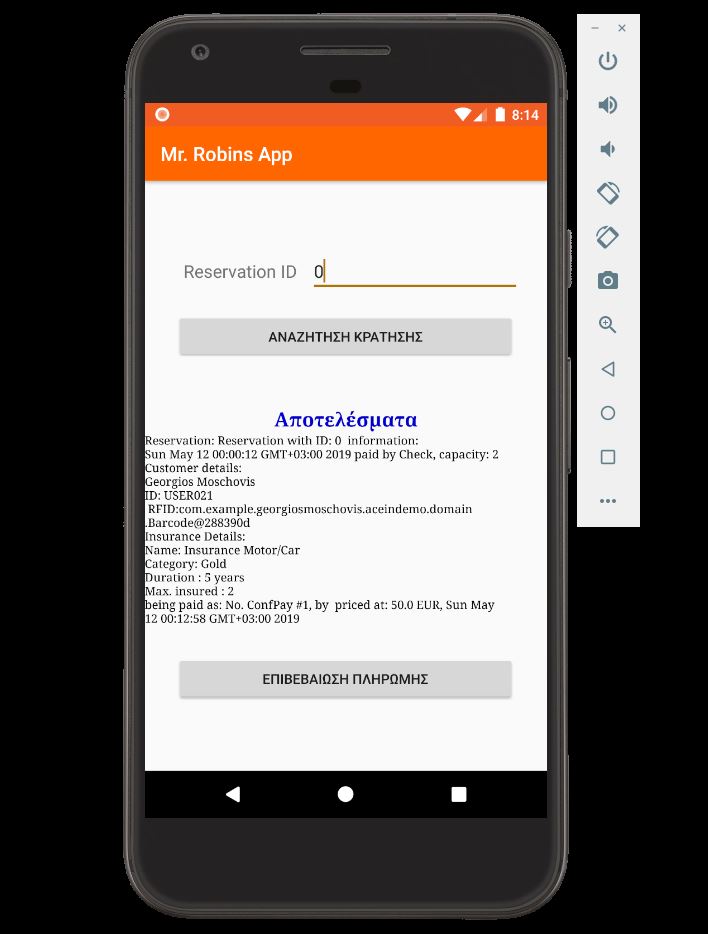 8:14
Mr. Robins App
Reservation ID 0
ΑΝΑΖΗΤΗΣΗ ΚΡΑΤΗΣΗΣ
Αποτελέσματα
Reservation: Reservation with ID: 0 information:
Sun May 12 00:00:12 GMT+03:00 2019 paid by Check, capacity: 2
Customer details:
Georgios Moschovis
ID: USER021
RFID:com.example.georgiosmoschovis.aceindemo.domain
.Barcode@288390d
Insurance Details:
Name: Insurance Motor/Car
Category: Gold
Duration : 5 years
Max. insured : 2
being paid as: No. ConfPay #1, by priced at: 50.0 EUR, Sun May
12 00:12:58 GMT+03:00 2019
ΕΠΙΒΕΒΑΙΩΣΗ ΠΛΗΡΩΜΗΣ